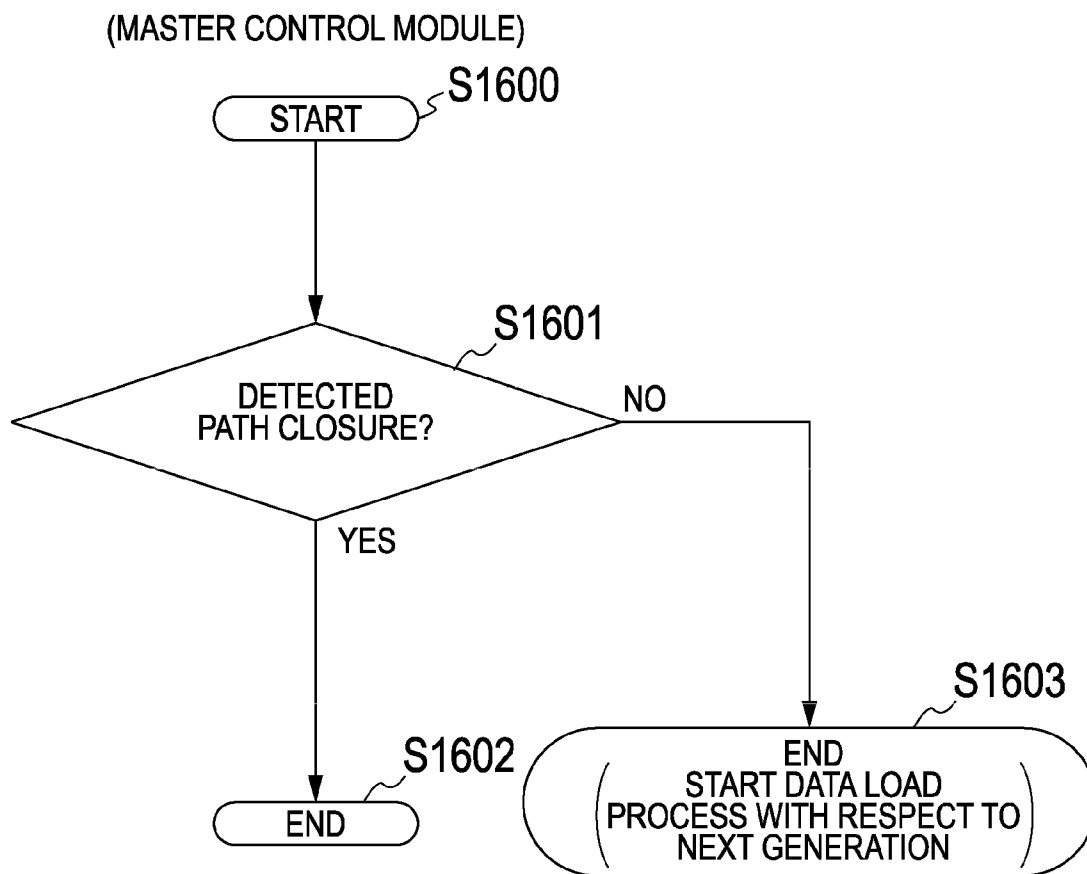 (MASTER CONTROL MODULE)
S1600
START
S1601
DETECTED
PATH CLOSURE?
NO
YES
S1602
END
S1603
END
START DATA LOAD
PROCESS WITH RESPECT TO
NEXT GENERATION